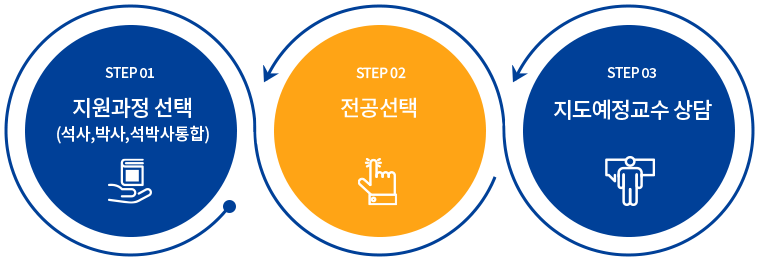 STEP 01
지원과정 선택
(석사,박사,석박사통합)
STEP 02
전공선택
STEP 03
지도예정교수 상담